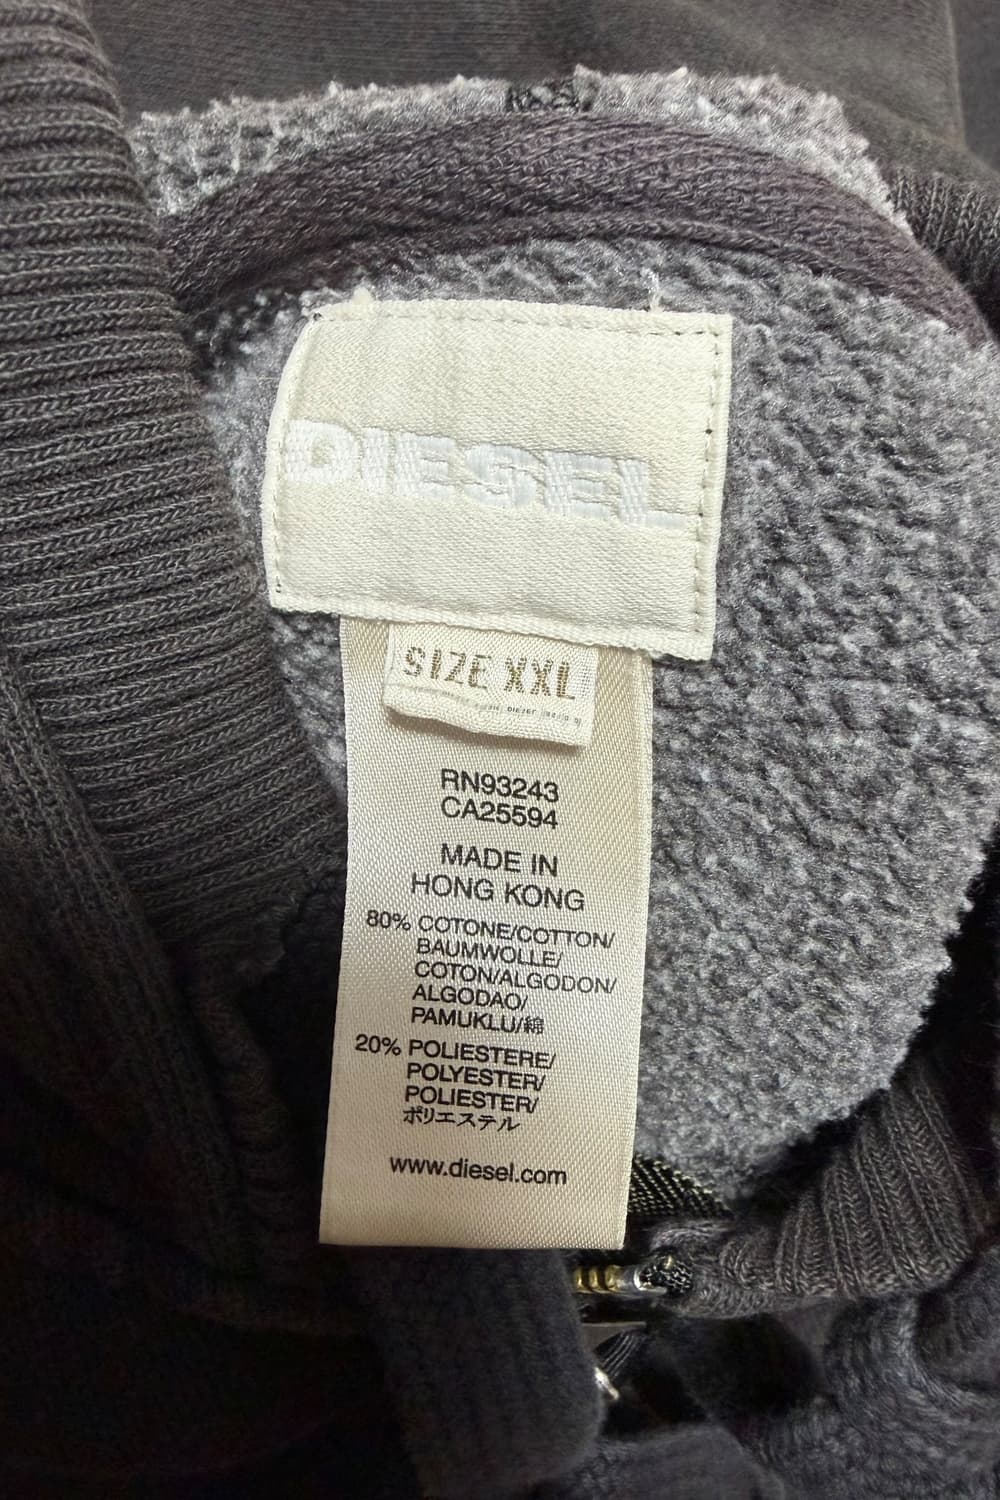 DIESEL
SIZE XXL
RN93243
CA25594
MADE IN
HONG KONG
80% COTONE/COTTON/
BAUMWOLLE/
COTON/ALGODON/
ALGODAO/
PAMUKLU/綿
20% POLIESTERE/
POLYESTER/
POLIESTER/
ポリエステル
www.diesel.com